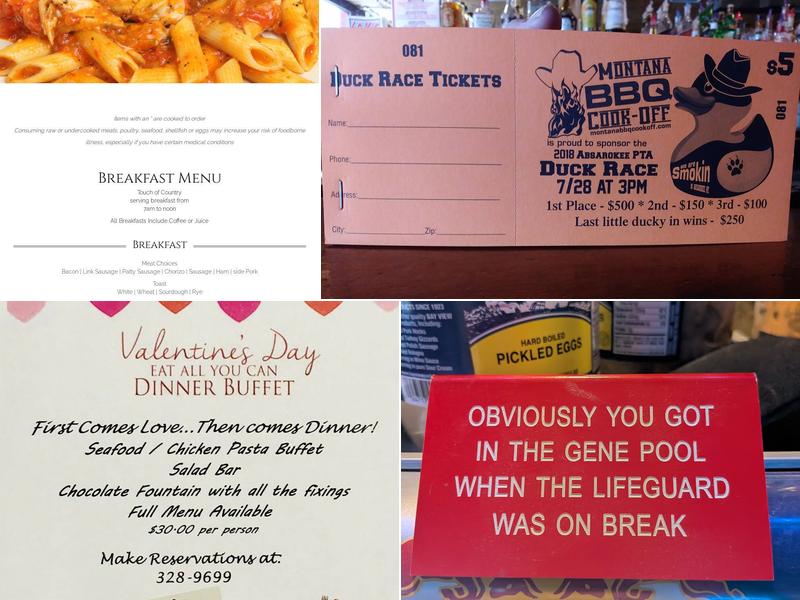 Items with an * are cooked to order
Consuming raw or undercooked meats, poultry, seafood, shellfish or eggs may increase your risk of foodborne
illness, especially if you have certain medical conditions
BREAKFAST MENU
Touch of Country
serving breakfast from
7am to noon
All Breakfasts Include Coffee or Juice
BREAKFAST
Meat Choices
Bacon | Link Sausage | Patty Sausage | Chorizo | Sausage | Ham | side Pork
Toast
White | Wheat | Sourdough | Rye
081
DUCK RACE TICKETS
Name:
Phone:
Address:
City: Zip:
MONTANA
BBQ
COOK-OFF
montanabbqcookoff.com
is proud to sponsor the
2018 ABSAROKEE PTA
DUCK RACE
7/28 AT 3PM
1st Place - $500 * 2nd - $150 * 3rd - $100
Last little ducky in wins - $250
$5
081
we are
Smokin
Valentine's Day
EAT ALL YOU CAN
DINNER BUFFET
First Comes Love...Then comes Dinner!
Seafood / Chicken Pasta Buffet
Salad Bar
Chocolate Fountain with all the fixings
Full Menu Available
$30.00 per person
Make Reservations at:
328-9699
SINCE 1923
BAY VIEW
HARD BOILED
PICKLED EGGS
OBVIOUSLY YOU GOT
IN THE GENE POOL
WHEN THE LIFEGUARD
WAS ON BREAK